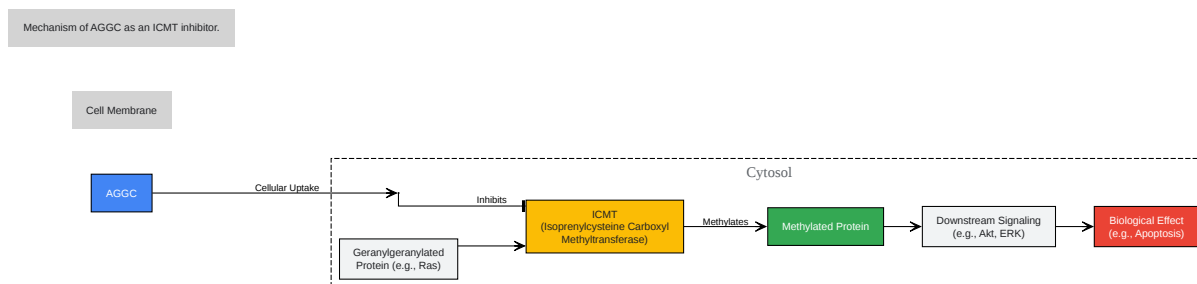 Mechanism of AGGC as an ICMT inhibitor.
Cell Membrane
Cytosol
AGGC
Cellular Uptake
Inhibits
ICMT
(Isoprenylcysteine Carboxyl
Methyltransferase)
Geranylgeranylated
Protein (e.g., Ras)
Methylates
Methylated Protein
Downstream Signaling
(e.g., Akt, ERK)
Biological Effect
(e.g., Apoptosis)